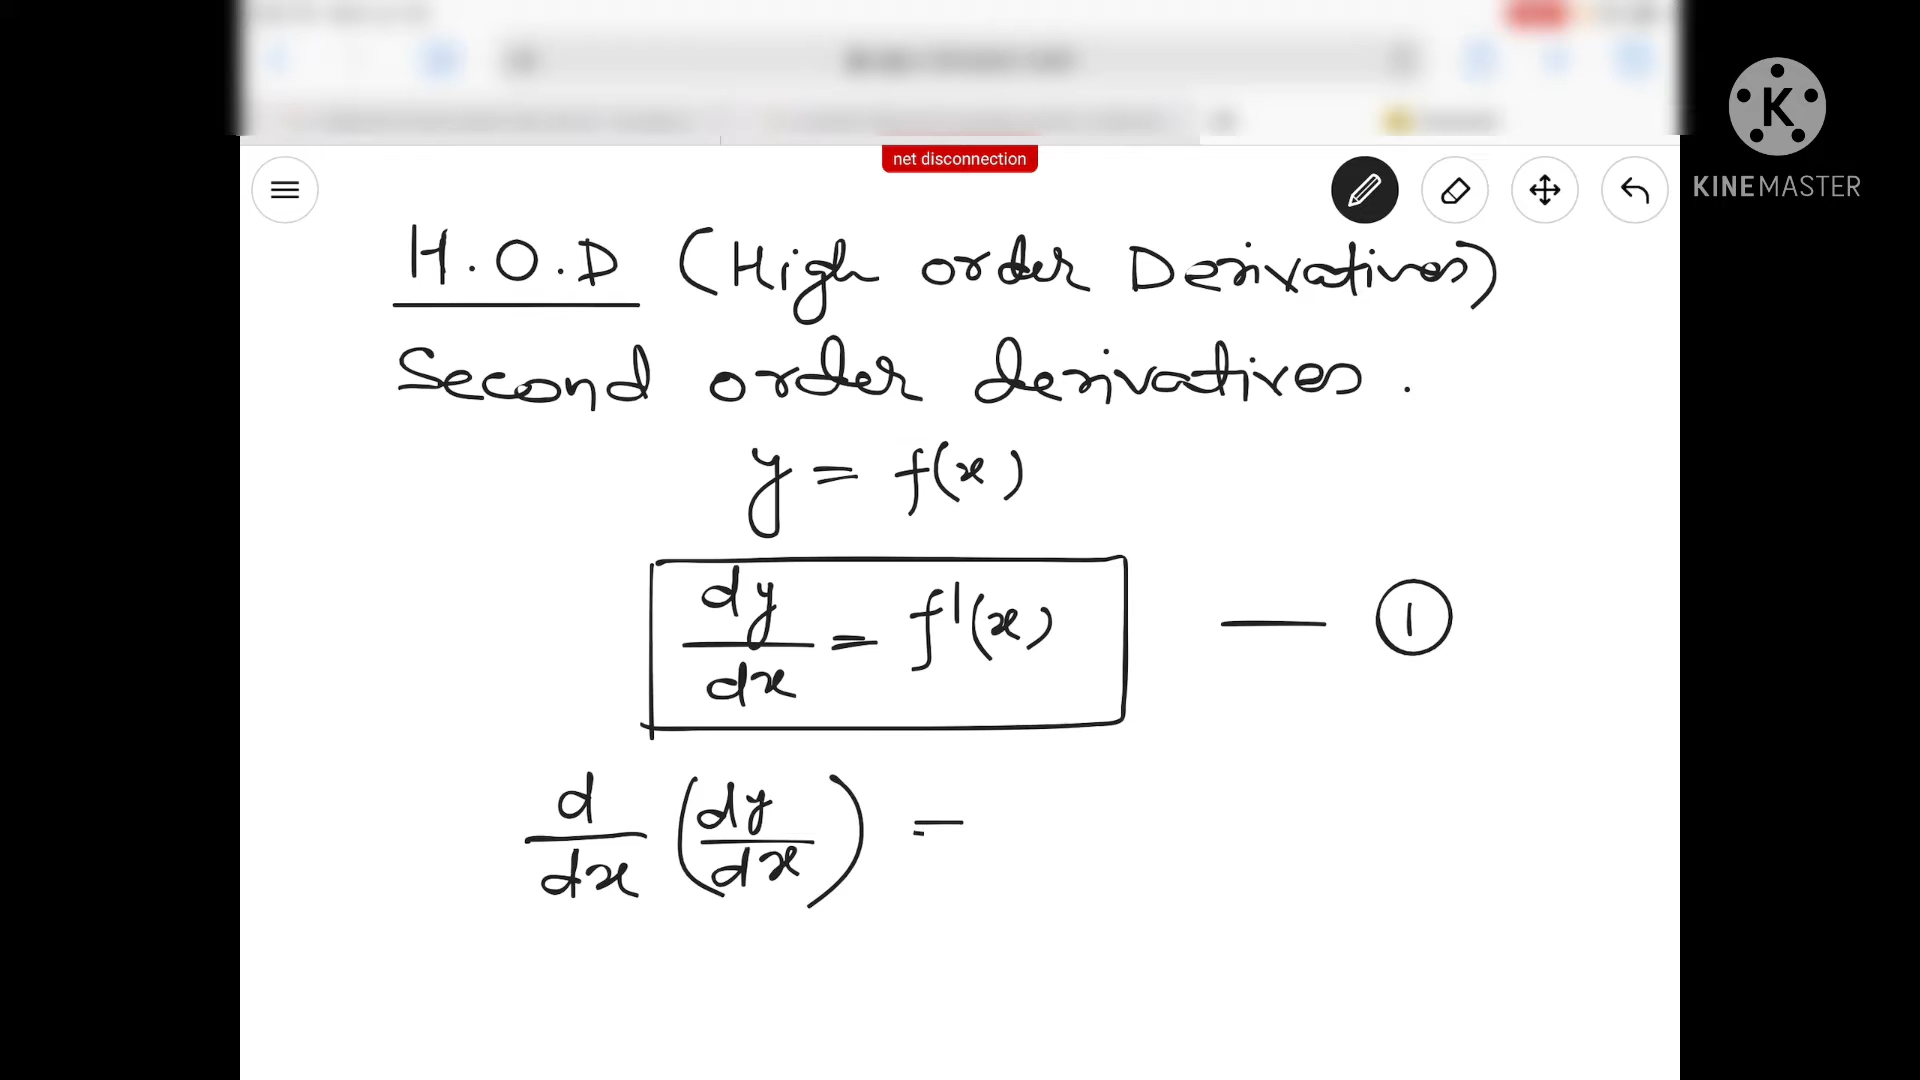 net disconnection
K
KINEMASTER
H.O.D (High order Derivatives)
Second order derivatives.
y = f(x)
dy/dx = f'(x) — ①
d/dx (dy/dx) =